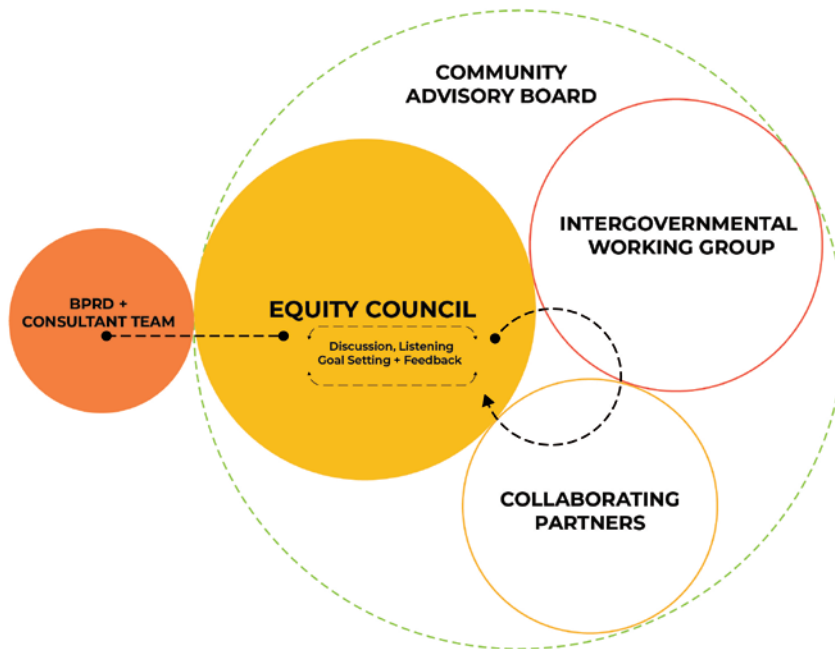 COMMUNITY
ADVISORY BOARD
INTERGOVERNMENTAL
WORKING GROUP
BPRD +
CONSULTANT TEAM
EQUITY COUNCIL
Discussion, Listening
Goal Setting + Feedback
COLLABORATING
PARTNERS